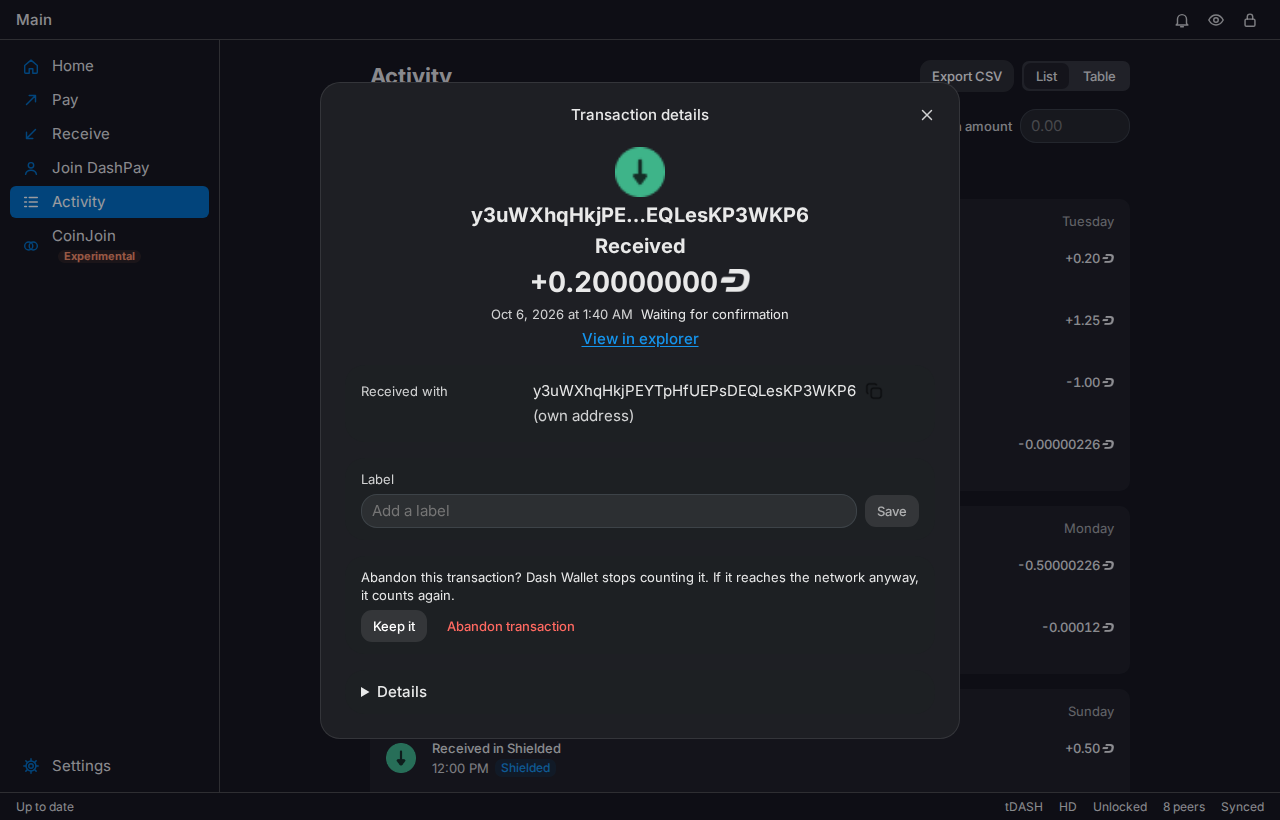 Main
Home
Pay
Receive
Join DashPay
Activity
CoinJoin
Experimental
Settings
Activity
Export CSV
List
Table
amount
0.00
Transaction details
y3uWXhqHkjPE...EQLesKP3WKP6
Received
+0.20000000
Oct 6, 2026 at 1:40 AM Waiting for confirmation
View in explorer
Received with
y3uWXhqHkjPEYTpHfUEPsDEQLesKP3WKP6
(own address)
Label
Add a label
Save
Abandon this transaction? Dash Wallet stops counting it. If it reaches the network anyway,
it counts again.
Keep it
Abandon transaction
Details
Tuesday
+0.20
+1.25
-1.00
-0.00000226
Monday
-0.50000226
-0.00012
Sunday
Received in Shielded
+0.50
12:00 PM Shielded
Up to date
tDASH
HD
Unlocked
8 peers
Synced